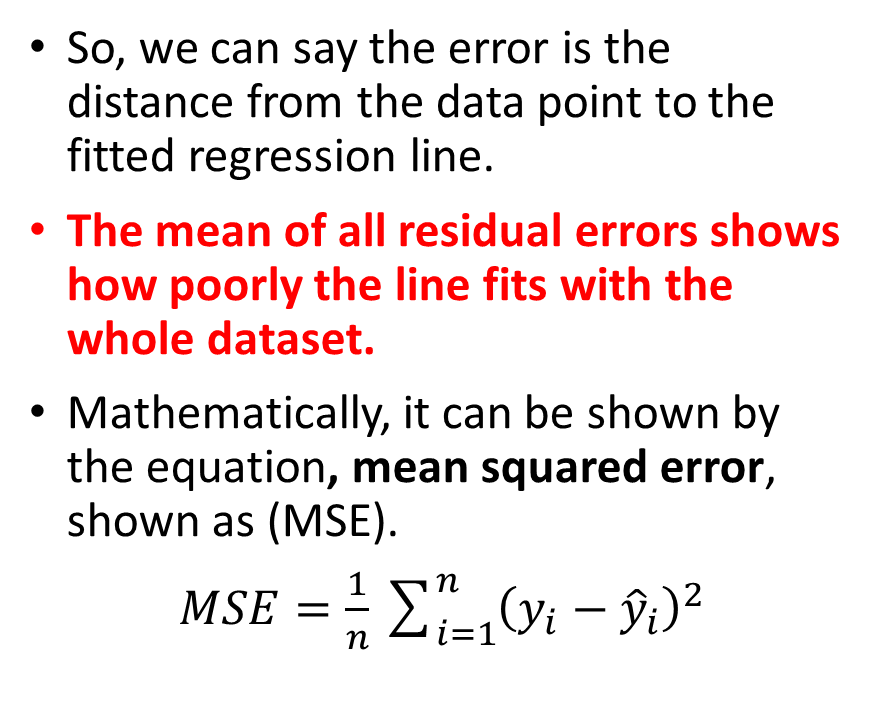 • So, we can say the error is the
distance from the data point to the
fitted regression line.
• The mean of all residual errors shows
how poorly the line fits with the
whole dataset.
• Mathematically, it can be shown by
the equation, mean squared error,
shown as (MSE).
MSE = \frac{1}{n} \sum_{i=1}^{n} (y_i − ŷ_i)^2